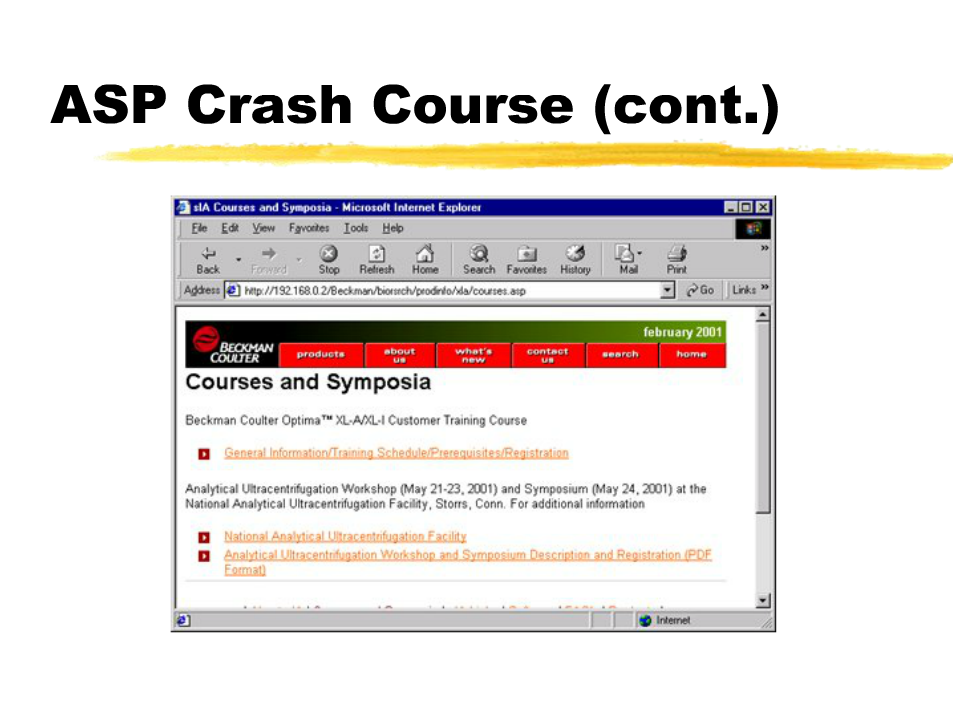 ASP Crash Course (cont.)
sIA Courses and Symposia - Microsoft Internet Explorer
File Edit View Favorites Tools Help
Back Forward Stop Refresh Home Search Favorites History Mail Print »
Address http://192.168.0.2/Beckman/biorsrch/prodinfo/xla/courses.asp Go Links »
february 2001
BECKMAN COULTER products about us what's new contact us search home
Courses and Symposia
Beckman Coulter Optima™ XL-A/XL-I Customer Training Course
General Information/Training Schedule/Prerequisites/Registration
Analytical Ultracentrifugation Workshop (May 21-23, 2001) and Symposium (May 24, 2001) at the
National Analytical Ultracentrifugation Facility, Storrs, Conn. For additional information
National Analytical Ultracentrifugation Facility
Analytical Ultracentrifugation Workshop and Symposium Description and Registration (PDF
Format)
Internet